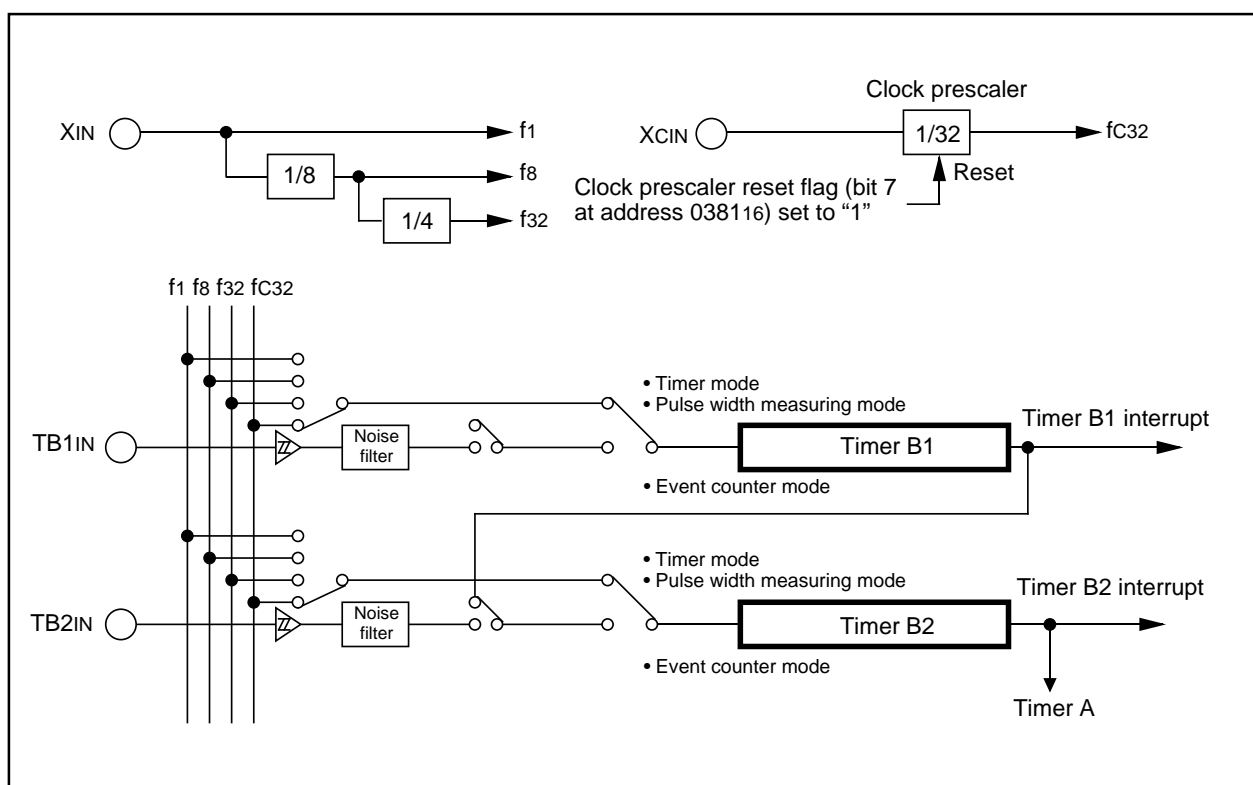 Clock prescaler
XIN
f1
XCIN
1/32
fC32
1/8
f8
Reset
Clock prescaler reset flag (bit 7
at address 038116) set to “1”
1/4
f32
f1 f8 f32 fC32
• Timer mode
• Pulse width measuring mode
Timer B1 interrupt
TB1IN
Noise
filter
Timer B1
• Event counter mode
• Timer mode
• Pulse width measuring mode
Timer B2 interrupt
TB2IN
Noise
filter
Timer B2
• Event counter mode
Timer A